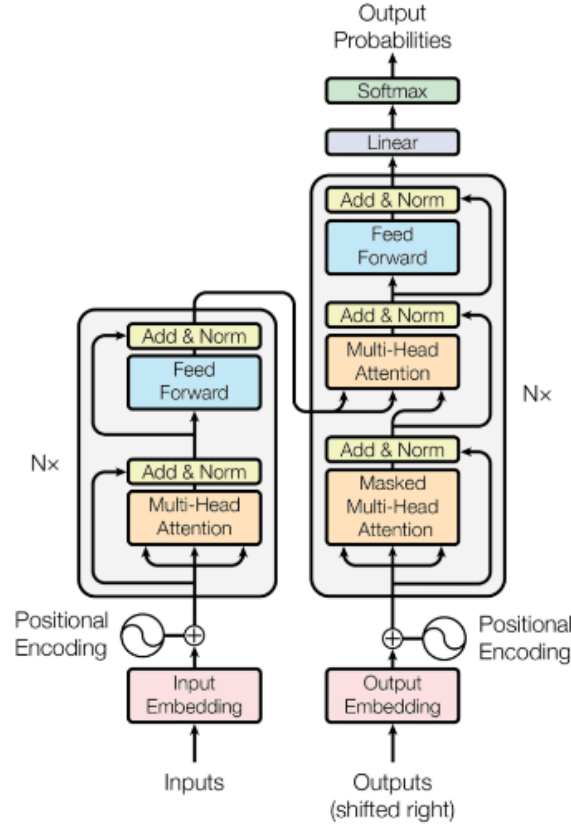 Output
Probabilities
Softmax
Linear
Add & Norm
Feed
Forward
Add & Norm
Multi-Head
Attention
Add & Norm
Masked
Multi-Head
Attention
N×
Add & Norm
Feed
Forward
Add & Norm
Multi-Head
Attention
N×
Positional
Encoding
Positional
Encoding
Input
Embedding
Output
Embedding
Inputs
Outputs
(shifted right)